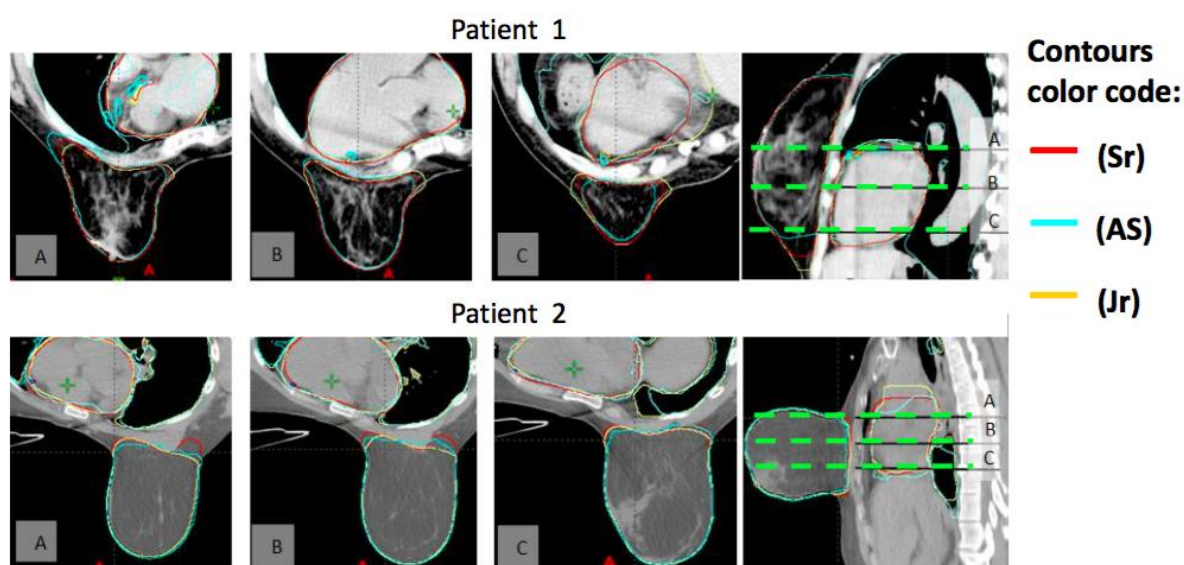 Patient 1
A
B
C
A
B
C
A
A
Patient 2
A
B
C
A
B
C
Contours
color code:
(Sr)
(AS)
(Jr)